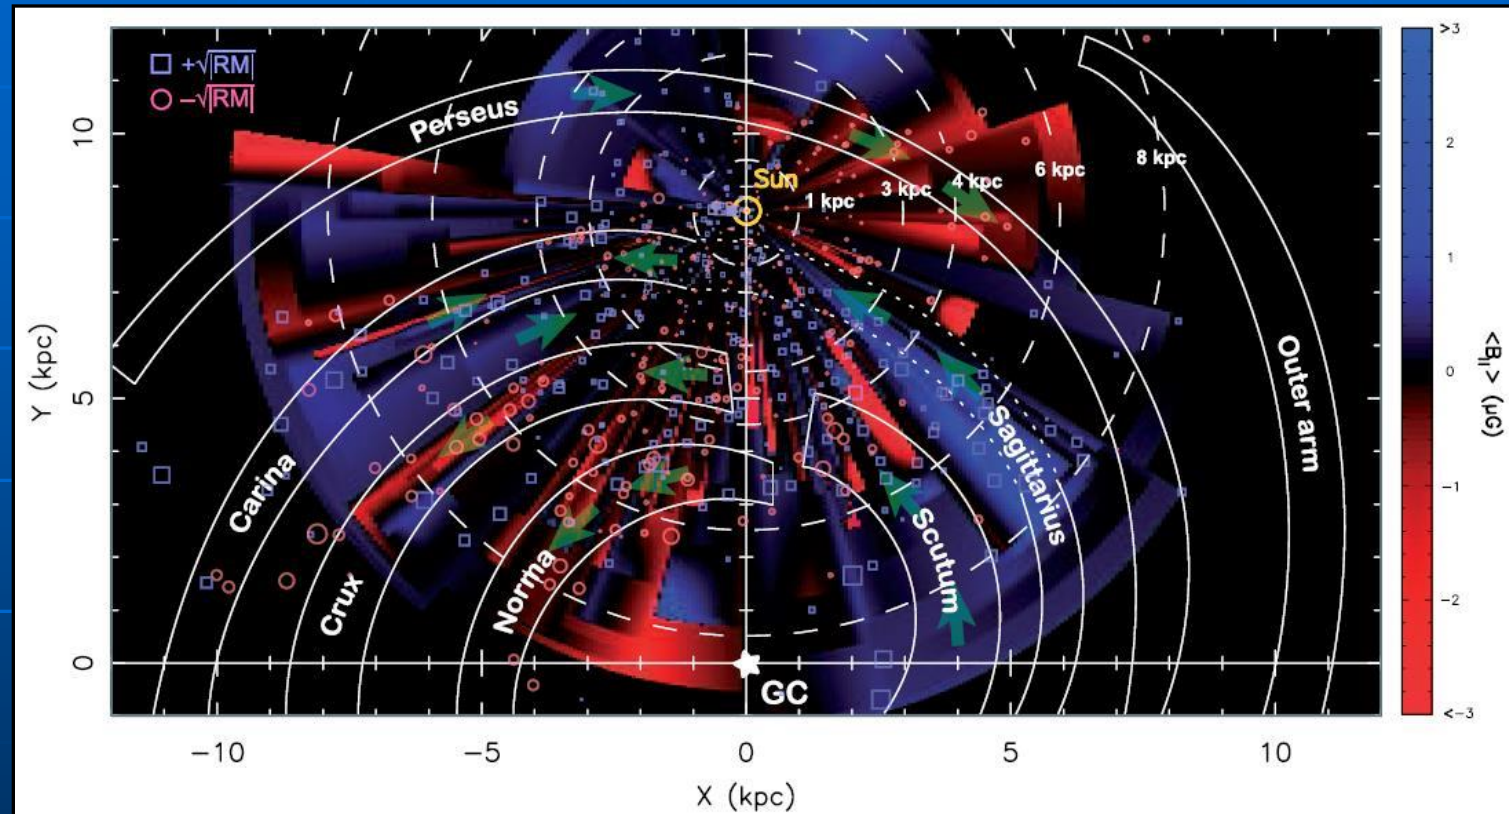 +√|RM|
−√|RM|
Perseus
Sun
1 kpc
3 kpc
4 kpc
6 kpc
8 kpc
Outer arm
Sagittarius
Scutum
Carina
Crux
Norma
GC
Y (kpc)
10
5
0
−10
−5
0
5
10
X (kpc)
>3
2
1
0
−1
−2
<−3
<B||> (μG)